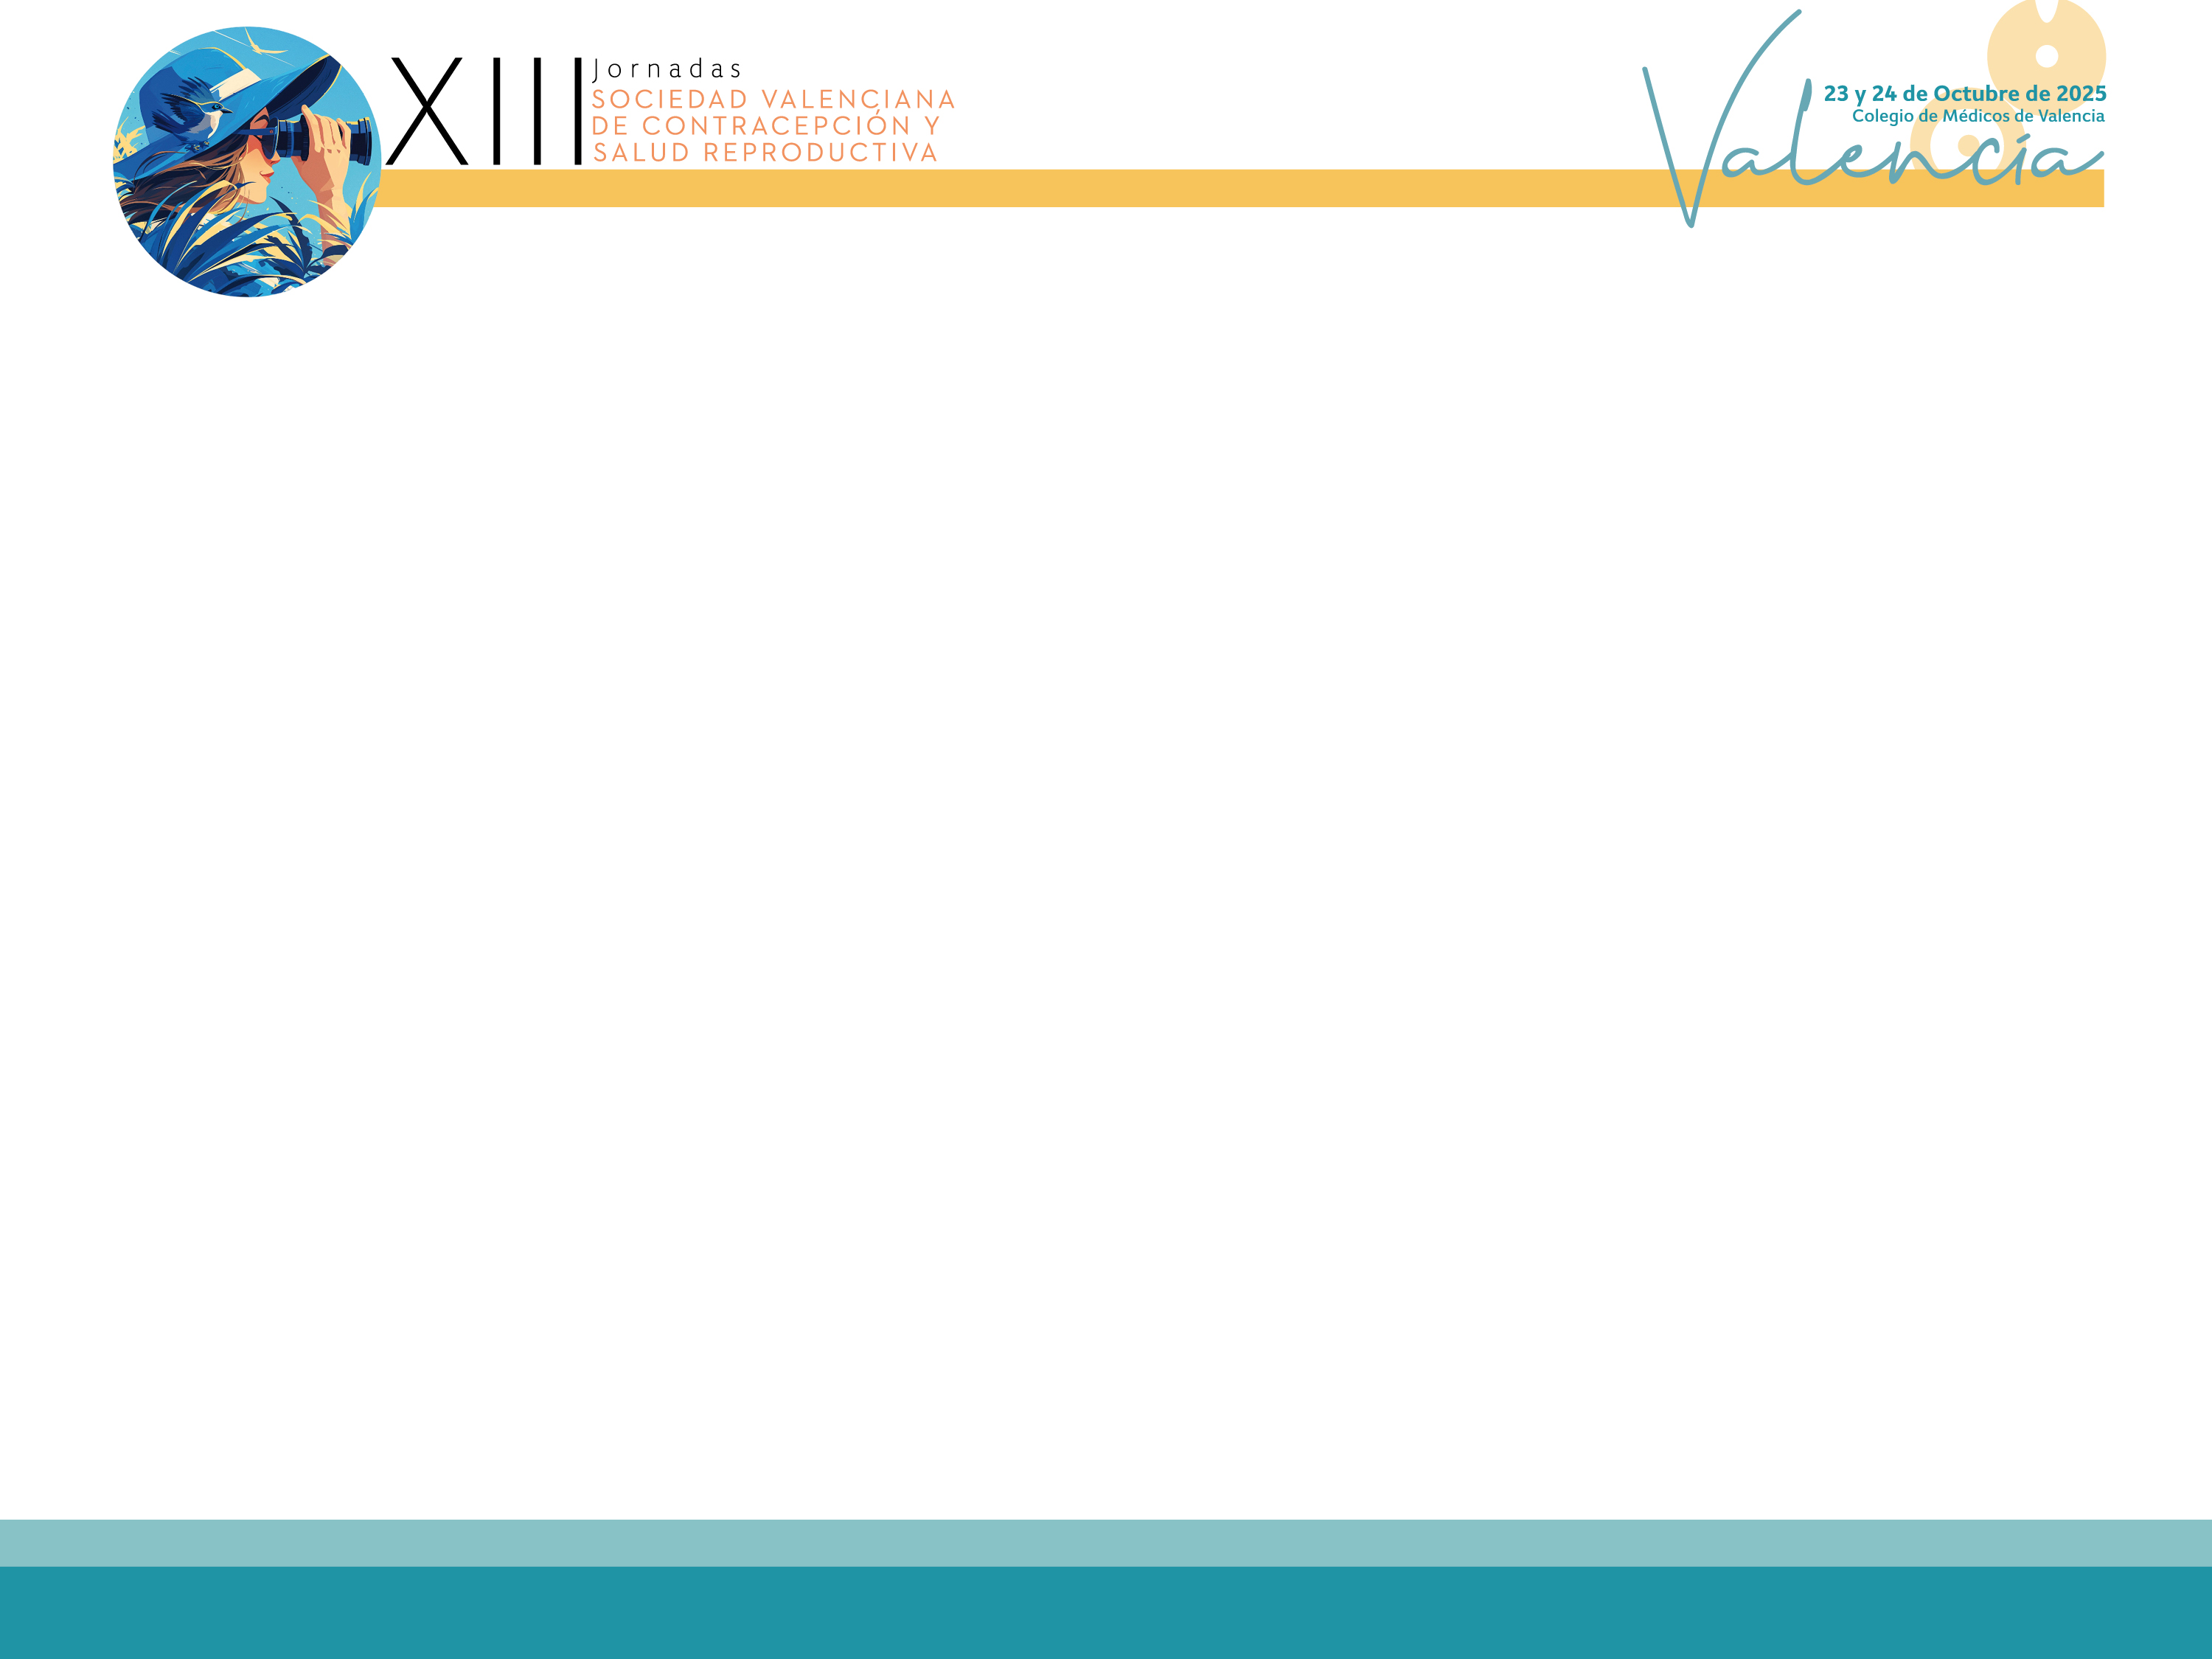 XIII
Jornadas
SOCIEDAD VALENCIANA
DE CONTRACEPCIÓN Y
SALUD REPRODUCTIVA
23 y 24 de Octubre de 2025
Colegio de Médicos de Valencia
Valencia